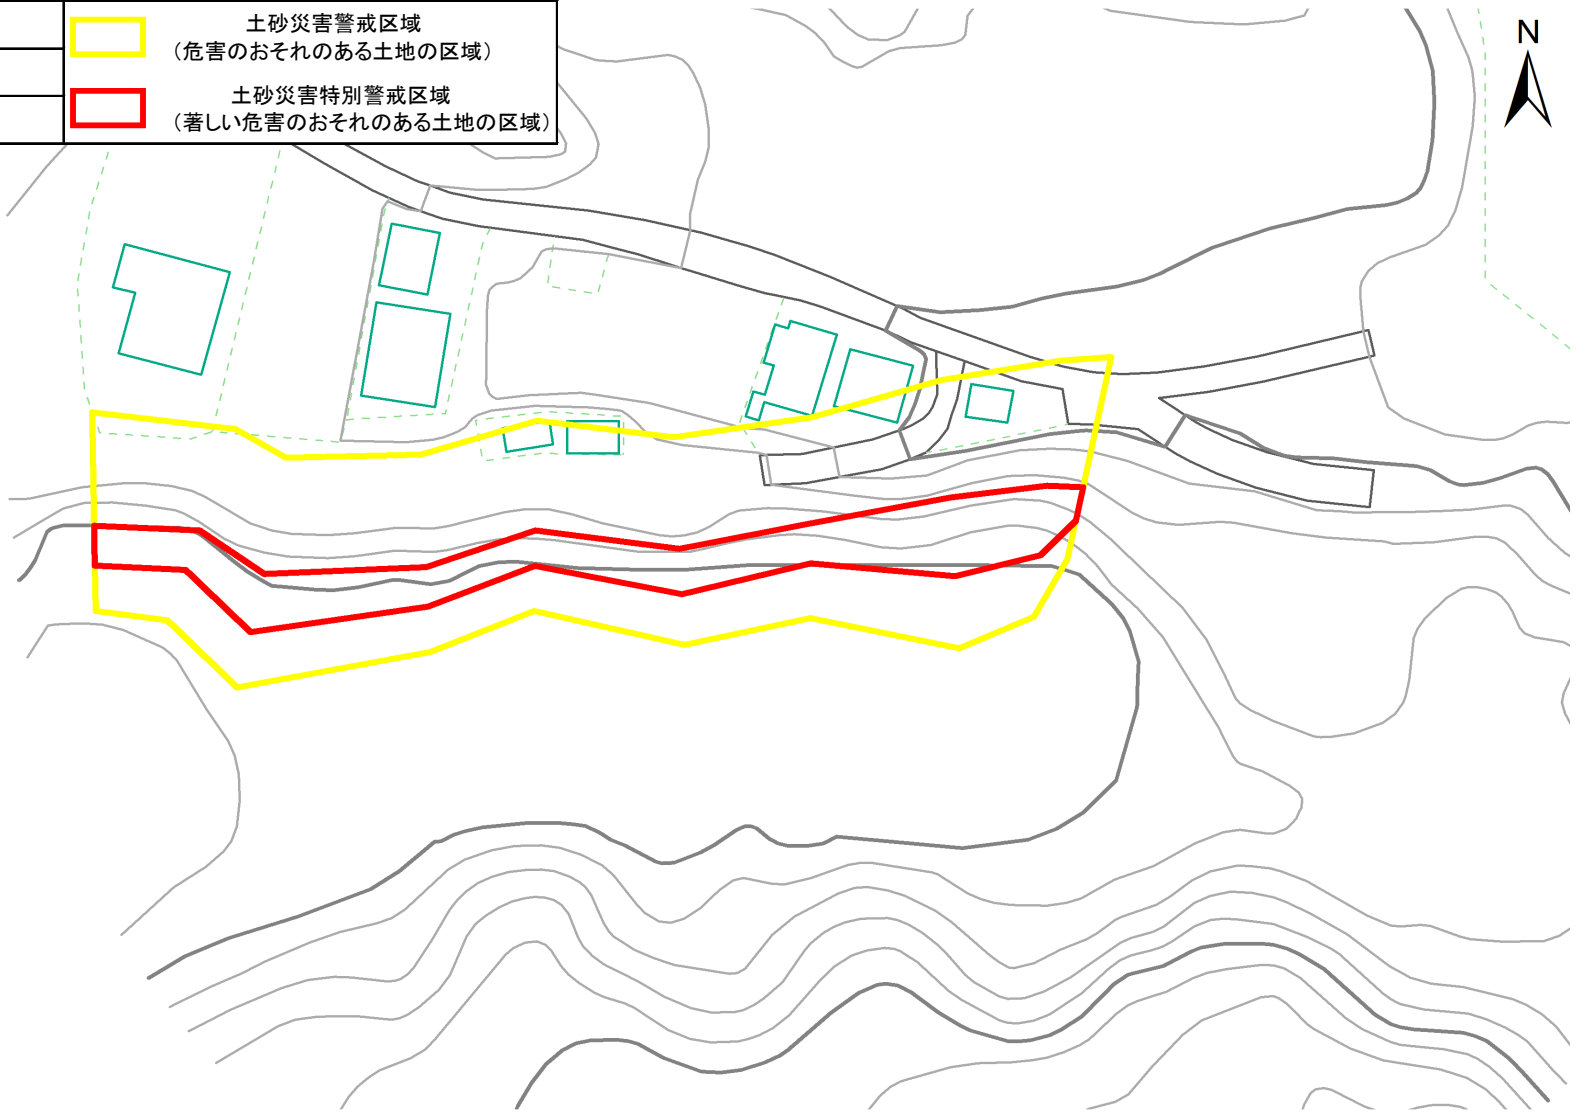 土砂災害警戒区域
（危害のおそれのある土地の区域）
土砂災害特別警戒区域
（著しい危害のおそれのある土地の区域）
N